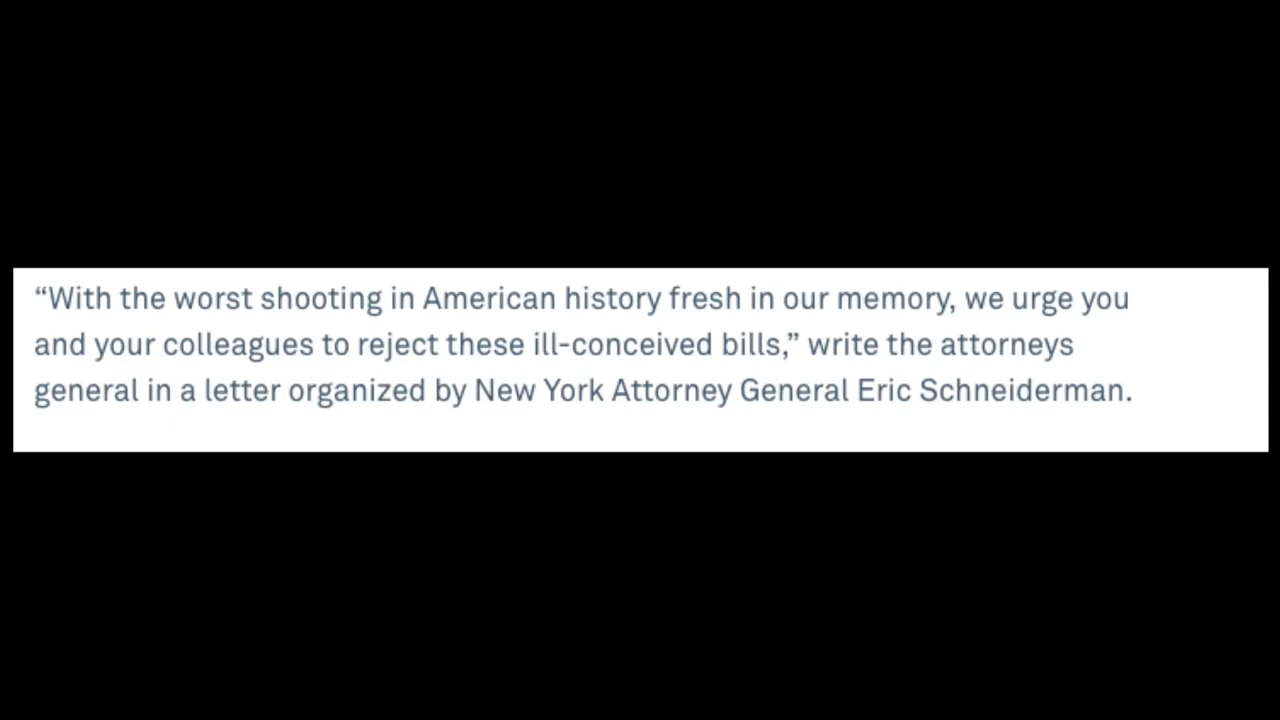 “With the worst shooting in American history fresh in our memory, we urge you
and your colleagues to reject these ill-conceived bills,” write the attorneys
general in a letter organized by New York Attorney General Eric Schneiderman.